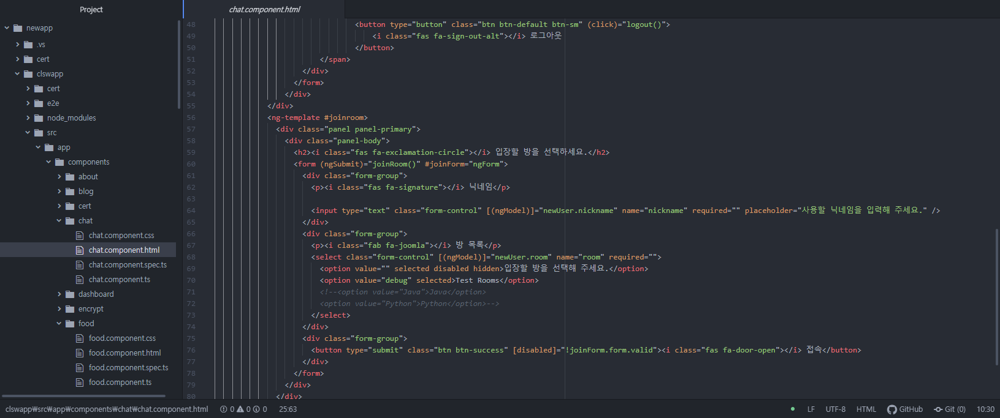 Project
newapp
.vs
cert
clswapp
cert
e2e
node_modules
src
app
components
about
blog
cert
chat
chat.component.css
chat.component.html
chat.component.spec.ts
chat.component.ts
dashboard
encrypt
food
food.component.css
food.component.html
food.component.spec.ts
food.component.ts
chat.component.html
48 <button type="button" class="btn btn-default btn-sm" (click)="logout()">
49 <i class="fas fa-sign-out-alt"></i> 로그아웃
50 </button>
51 </span>
52 </div>
53 </form>
54 </div>
55 </div>
56 <ng-template #joinroom>
57 <div class="panel panel-primary">
58 <div class="panel-body">
59 <h2><i class="fas fa-exclamation-circle"></i> 입장할 방을 선택하세요.</h2>
60 <form (ngSubmit)="joinRoom()" #joinForm="ngForm">
61 <div class="form-group">
62 <p><i class="fas fa-signature"></i> 닉네임</p>
63
64 <input type="text" class="form-control" [(ngModel)]="newUser.nickname" name="nickname" required="" placeholder="사용할 닉네임을 입력해 주세요." />
65 </div>
66 <div class="form-group">
67 <p><i class="fab fa-joomla"></i> 방 목록</p>
68 <select class="form-control" [(ngModel)]="newUser.room" name="room" required="">
69 <option value="" selected disabled hidden>입장할 방을 선택해 주세요.</option>
70 <option value="debug" selected>Test Rooms</option>
71 <!--<option value="Java">Java</option>
72 <option value="Python">Python</option>-->
73 </select>
74 </div>
75 <div class="form-group">
76 <button type="submit" class="btn btn-success" [disabled]="!joinForm.form.valid"><i class="fas fa-door-open"></i> 접속</button>
77 </div>
78 </form>
79 </div>
80 </div>
clswapp₩src₩app₩components₩chat₩chat.component.html 0 0 0 25:63 LF UTF-8 HTML GitHub Git (0) 10:30